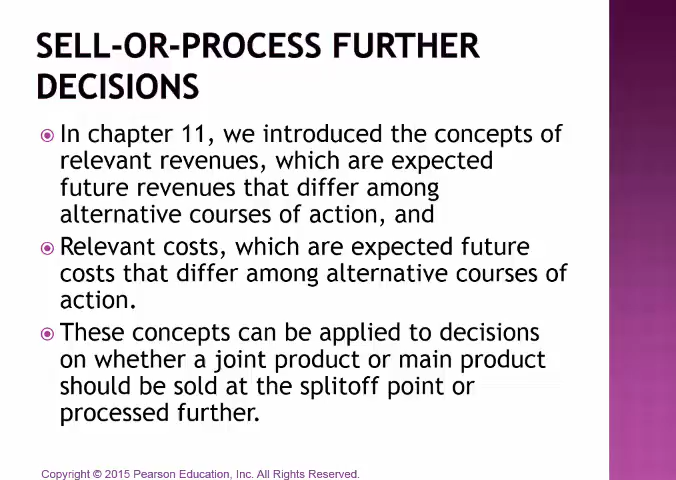 SELL-OR-PROCESS FURTHER
DECISIONS
In chapter 11, we introduced the concepts of
relevant revenues, which are expected
future revenues that differ among
alternative courses of action, and
Relevant costs, which are expected future
costs that differ among alternative courses of
action.
These concepts can be applied to decisions
on whether a joint product or main product
should be sold at the splitoff point or
processed further.
Copyright © 2015 Pearson Education, Inc. All Rights Reserved.